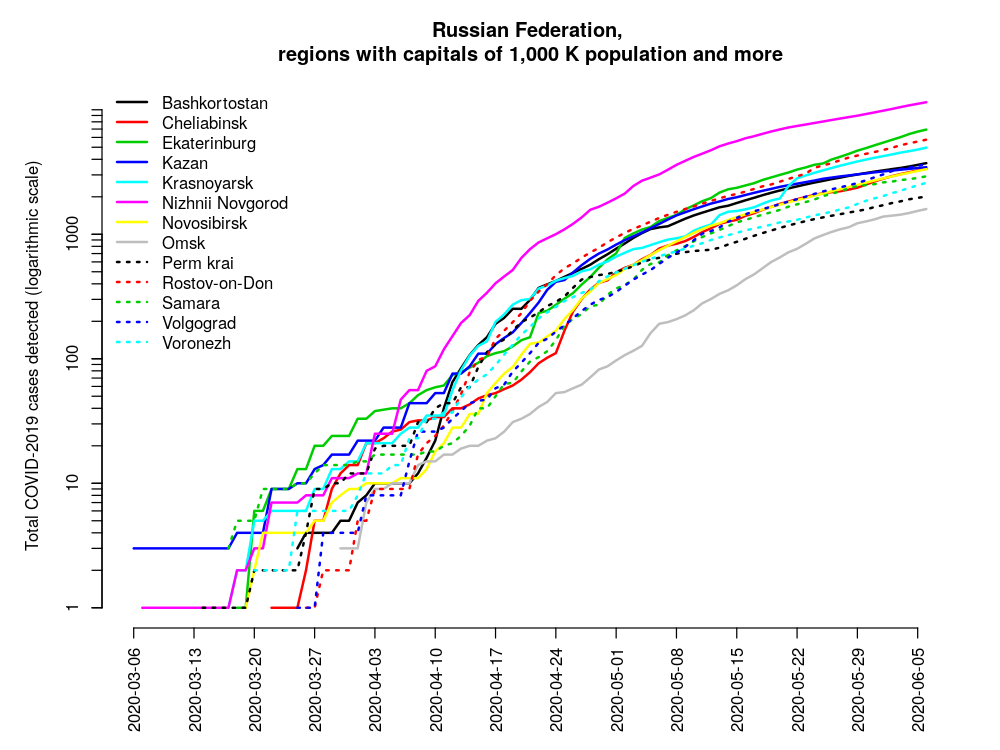 Russian Federation,
regions with capitals of 1,000 K population and more
Total COVID-2019 cases detected (logarithmic scale)
1000
100
10
1
Bashkortostan
Cheliabinsk
Ekaterinburg
Kazan
Krasnoyarsk
Nizhnii Novgorod
Novosibirsk
Omsk
Perm krai
Rostov-on-Don
Samara
Volgograd
Voronezh
2020-03-06
2020-03-13
2020-03-20
2020-03-27
2020-04-03
2020-04-10
2020-04-17
2020-04-24
2020-05-01
2020-05-08
2020-05-15
2020-05-22
2020-05-29
2020-06-05